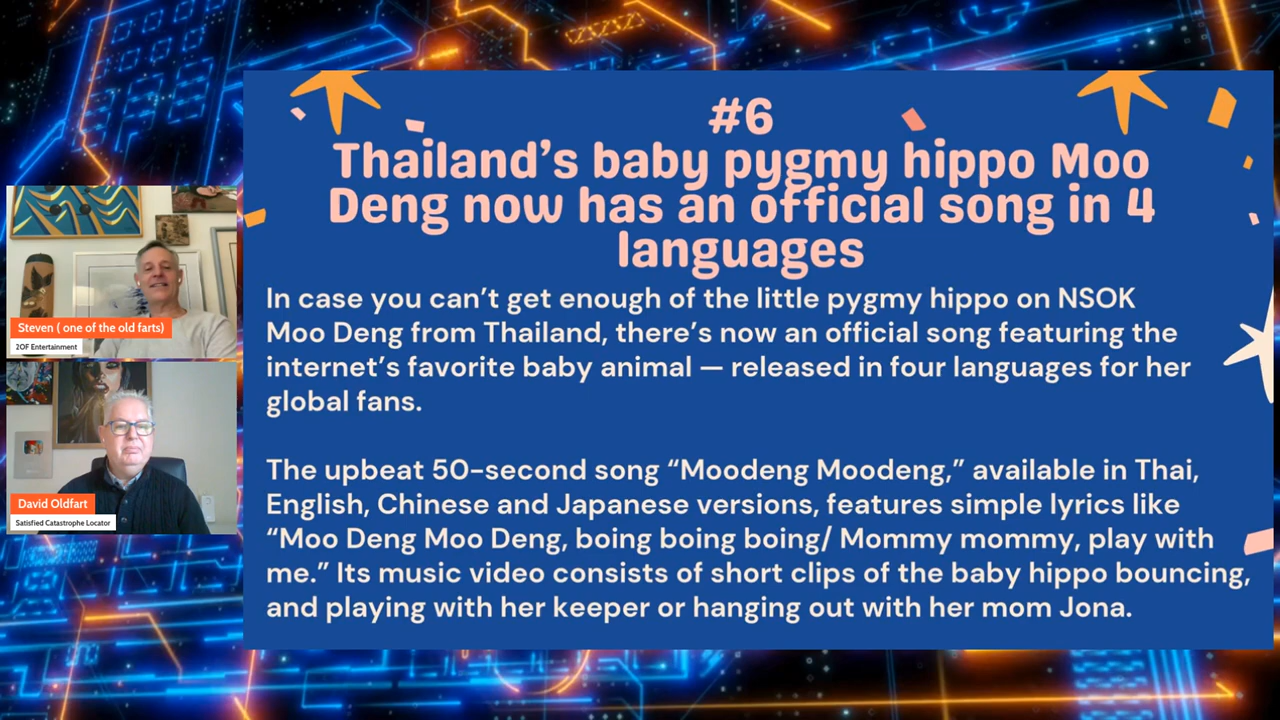 #6
Thailand’s baby pygmy hippo Moo
Deng now has an official song in 4
languages
In case you can’t get enough of the little pygmy hippo on NSOK
Moo Deng from Thailand, there’s now an official song featuring the
internet’s favorite baby animal — released in four languages for her
global fans.
The upbeat 50-second song “Moodeng Moodeng,” available in Thai,
English, Chinese and Japanese versions, features simple lyrics like
“Moo Deng Moo Deng, boing boing boing/ Mommy mommy, play with
me.” Its music video consists of short clips of the baby hippo bouncing,
and playing with her keeper or hanging out with her mom Jona.
Steven ( one of the old farts)
2OF Entertainment
David Oldfart
Satisfied Catastrophe Locator